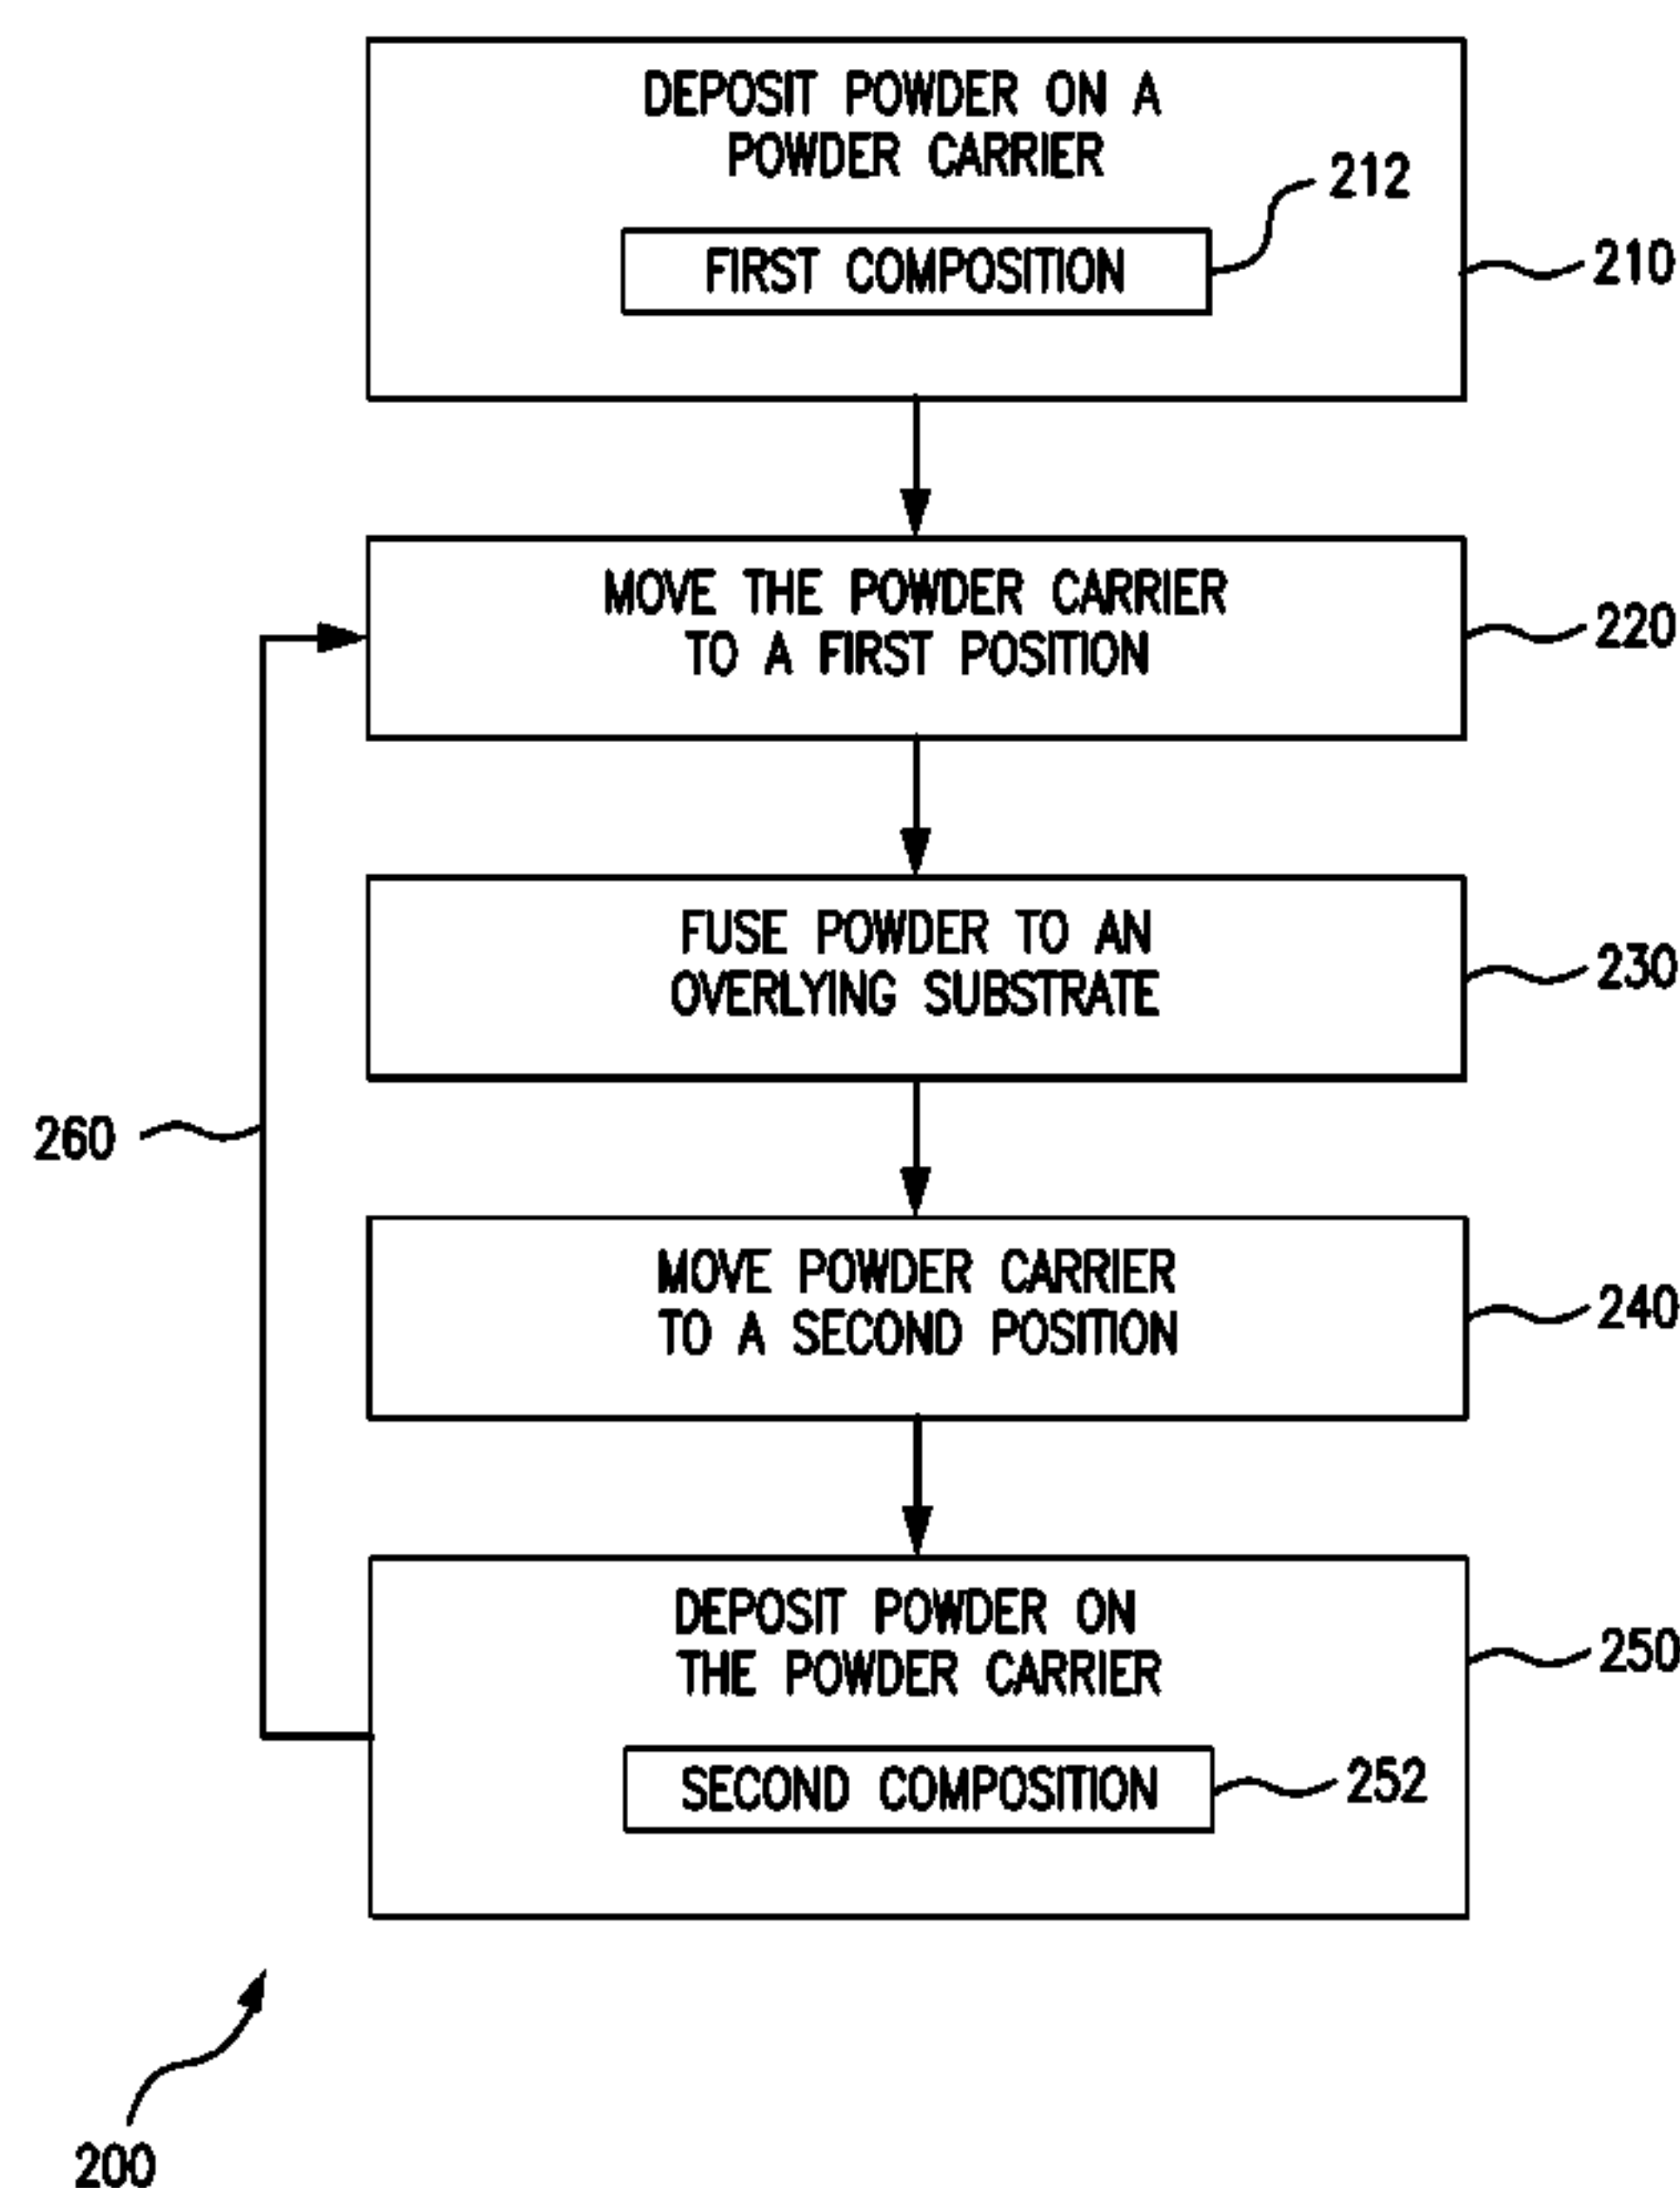 DEPOSIT POWDER ON A
POWDER CARRIER
212
FIRST COMPOSITION
210
MOVE THE POWDER CARRIER
TO A FIRST POSITION
220
FUSE POWDER TO AN
OVERLYING SUBSTRATE
230
260
MOVE POWDER CARRIER
TO A SECOND POSITION
240
DEPOSIT POWDER ON
THE POWDER CARRIER
250
SECOND COMPOSITION
252
200